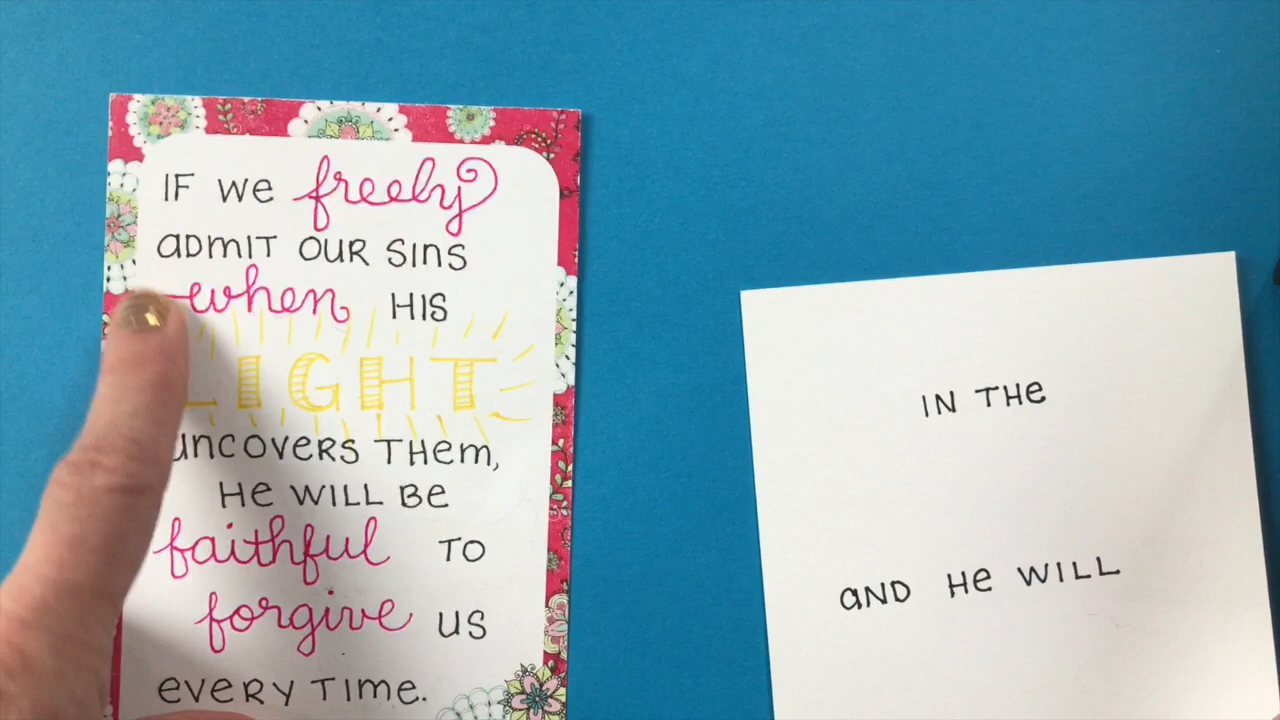 IF we freely
admit our sins
when His
LIGHT
uncovers them,
He will be
faithful to
forgive us
every time.
IN THe
AND He WILL